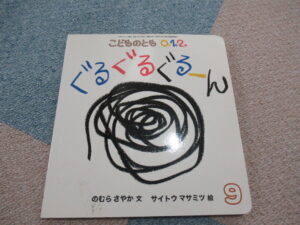 こどものとも 0.1.2.
ぐるぐるぐるーん
のむら さやか 文　サイトウ マサミツ 絵
9